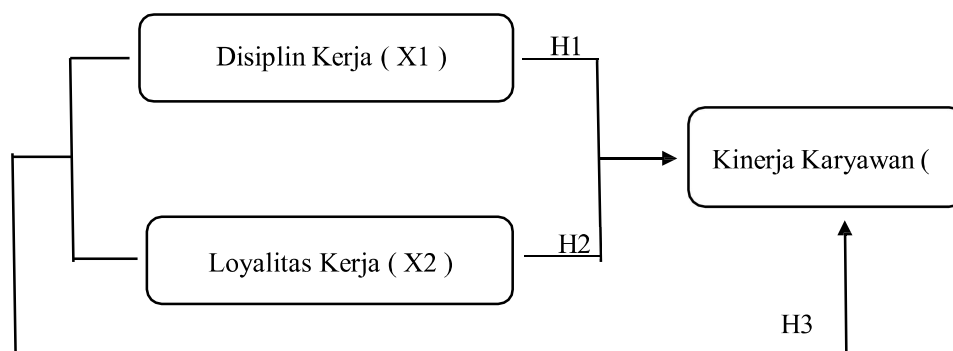 Disiplin Kerja ( X1 )
H1
Kinerja Karyawan (
Loyalitas Kerja ( X2 )
H2
H3